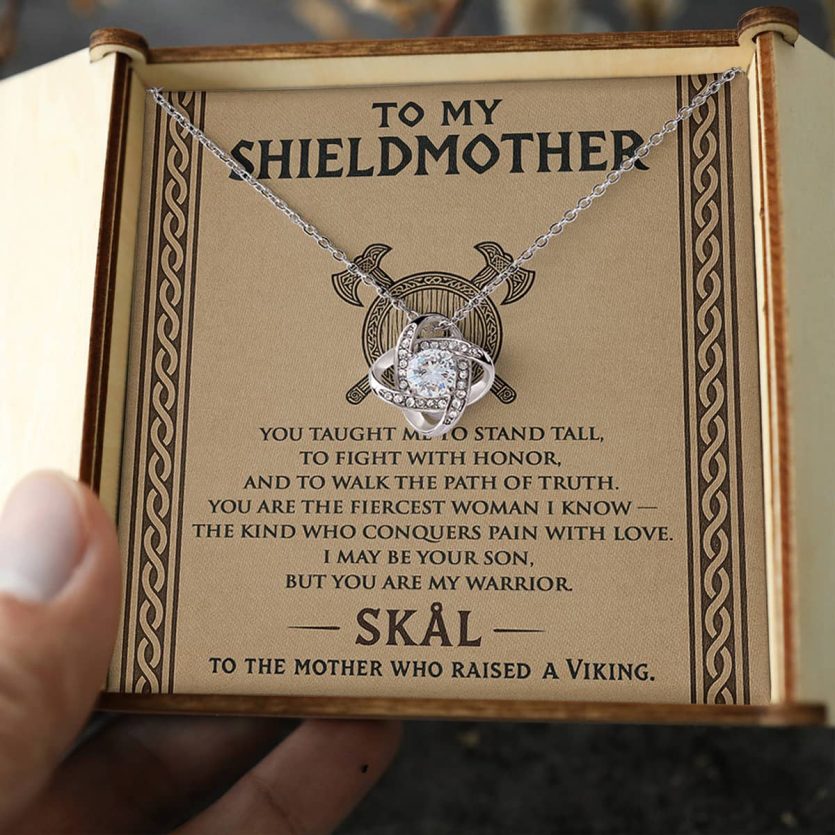 TO MY
SHIELDMOTHER
YOU TAUGHT ME TO STAND TALL,
TO FIGHT WITH HONOR,
AND TO WALK THE PATH OF TRUTH.
YOU ARE THE FIERCEST WOMAN I KNOW —
THE KIND WHO CONQUERS PAIN WITH LOVE.
I MAY BE YOUR SON,
BUT YOU ARE MY WARRIOR.
— SKÅL —
TO THE MOTHER WHO RAISED A VIKING.